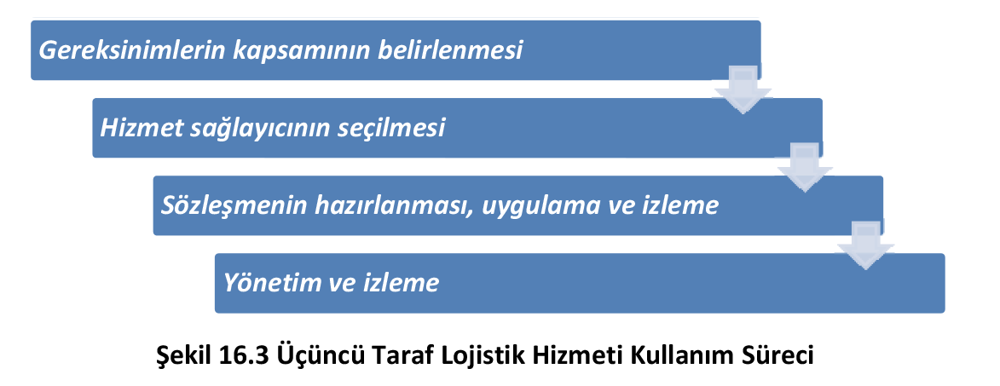 Gereksinimlerin kapsamının belirlenmesi
Hizmet sağlayıcının seçilmesi
Sözleşmenin hazırlanması, uygulama ve izleme
Yönetim ve izleme
Şekil 16.3 Üçüncü Taraf Lojistik Hizmeti Kullanım Süreci